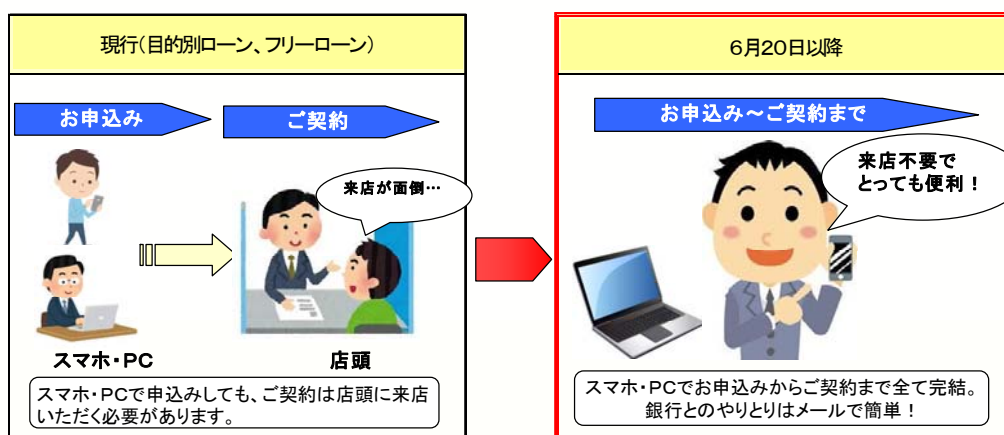 現行(目的別ローン、フリーローン)
お申込み
ご契約
来店が面倒…
スマホ・PC
店頭
スマホ・PCで申込みしても、ご契約は店頭に来店
いただく必要があります。
6月20日以降
お申込み～ご契約まで
来店不要で
とっても便利！
スマホ・PCでお申込みからご契約まで全て完結。
銀行とのやりとりはメールで簡単！